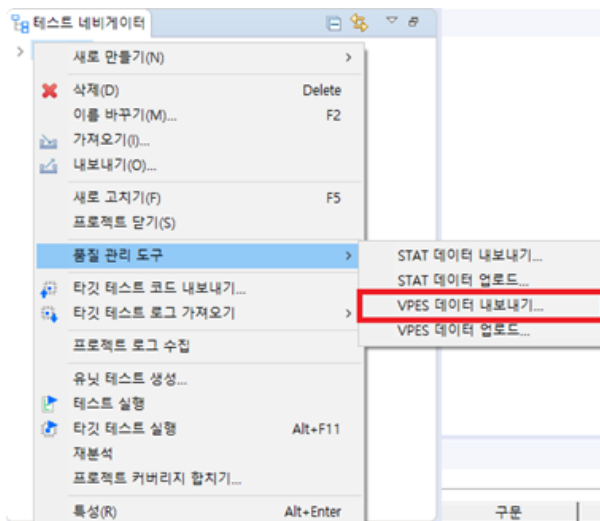 테스트 네비게이터
새로 만들기(N)
삭제(D) Delete
이름 바꾸기(M)... F2
가져오기(I)...
내보내기(O)...
새로 고치기(F) F5
프로젝트 닫기(S)
품질 관리 도구
STAT 데이터 내보내기...
STAT 데이터 업로드...
VPES 데이터 내보내기...
VPES 데이터 업로드...
타깃 테스트 코드 내보내기...
타깃 테스트 로그 가져오기
프로젝트 로그 수집
유닛 테스트 생성...
테스트 실행
타깃 테스트 실행 Alt+F11
재분석
프로젝트 커버리지 합치기...
특성(R) Alt+Enter
구문